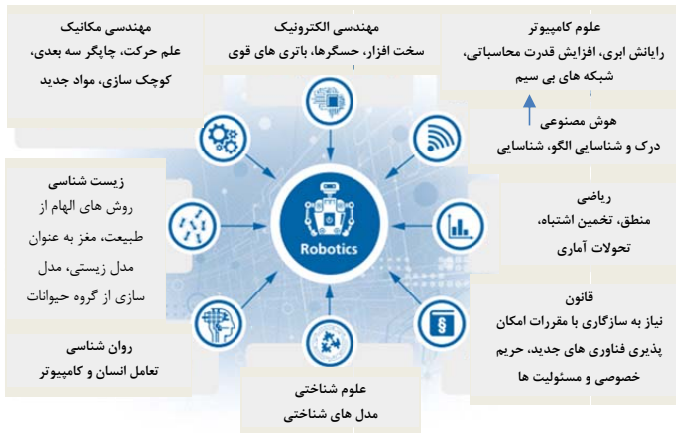 علوم کامپیوتر
رایانش ابری، افزایش قدرت محاسباتی،
شبکه های بی سیم
هوش مصنوعی
درک و شناسایی الگو، شناسایی
ریاضی
منطق، تخمین اشتباه،
تحولات آماری
قانون
نیاز به سازگاری با مقررات امکان
پذیری فناوری های جدید، حریم
خصوصی و مسئولیت ها
مهندسی الکترونیک
سخت افزار، حسگرها، باتری های قوی
Robotics
§
علوم شناختی
مدل های شناختی
مهندسی مکانیک
علم حرکت، چاپگر سه بعدی،
کوچک سازی، مواد جدید
زیست شناسی
روش های الهام از
طبیعت، مغز به عنوان
مدل زیستی، مدل
سازی از گروه حیوانات
روان شناسی
تعامل انسان و کامپیوتر